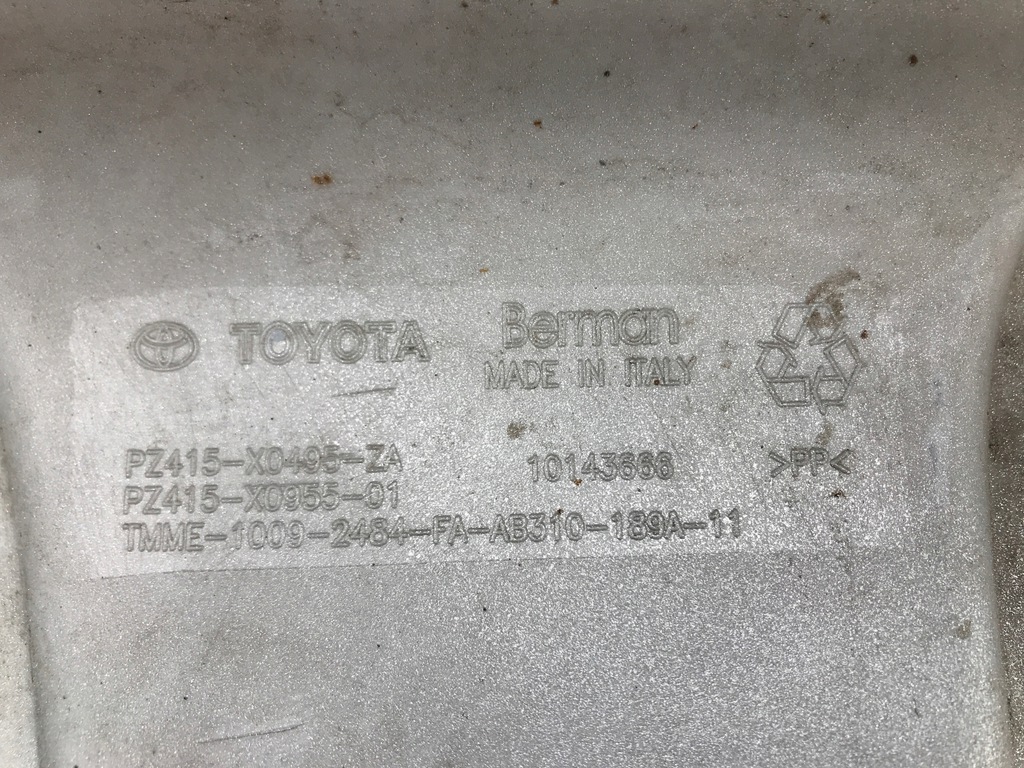 TOYOTA
Berman
MADE IN ITALY
PZ415-X0495-ZA
10143666
>PP<
PZ415-X0955-01
TMME-1009-2484-FA-AB310-189A-11